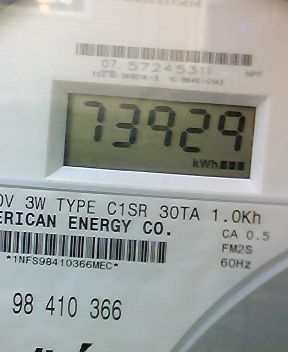 07 57245311
73929
kWh
0V 3W TYPE C1SR 30TA 1.0Kh
ERICAN ENERGY CO.
CA 0.5
FM2S
*1NFS98410366MEC*
60Hz
98 410 366